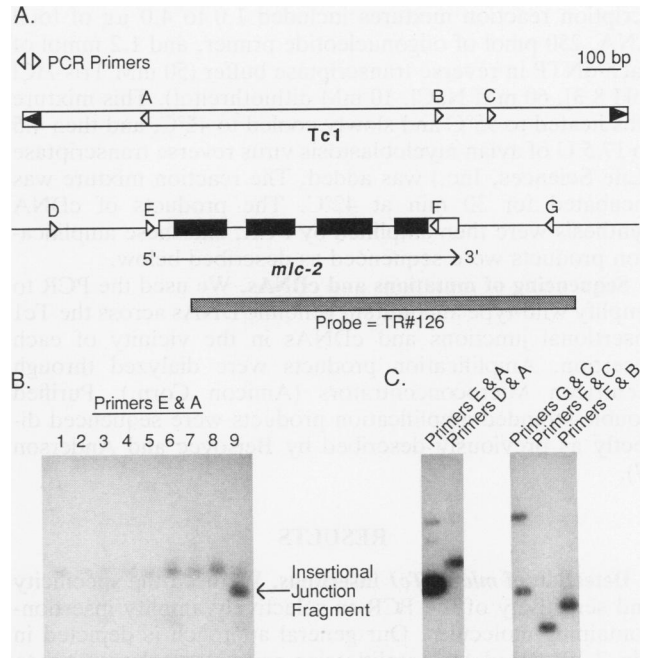 A.
PCR Primers
100 bp
A B C
Tc1
D E F G
5' 3'
mlc-2
Probe = TR#126
B.
Primers E & A
1 2 3 4 5 6 7 8 9
Insertional
Junction
Fragment
C.
Primers E & A
Primers D & A
Primers G & C
Primers F & C
Primers F & B